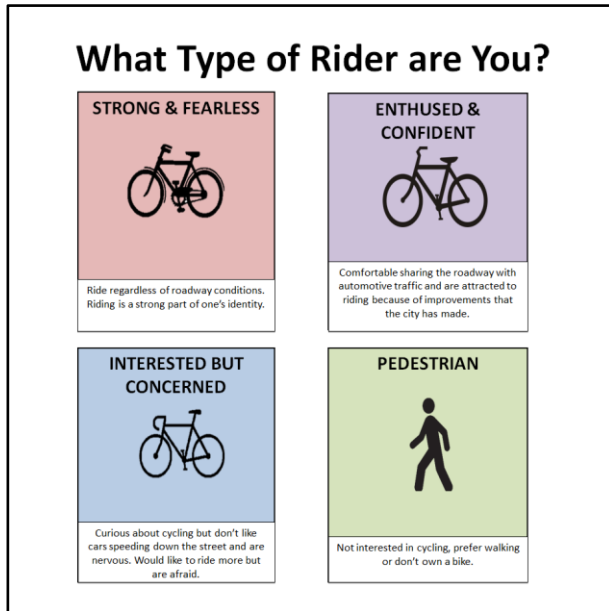 What Type of Rider are You?
STRONG & FEARLESS
Ride regardless of roadway conditions.
Riding is a strong part of one's identity.
ENTHUSED &
CONFIDENT
Comfortable sharing the roadway with
automotive traffic and are attracted to
riding because of improvements that
the city has made.
INTERESTED BUT
CONCERNED
Curious about cycling but don't like
cars speeding down the street and are
nervous. Would like to ride more but
are afraid.
PEDESTRIAN
Not interested in cycling, prefer walking
or don't own a bike.